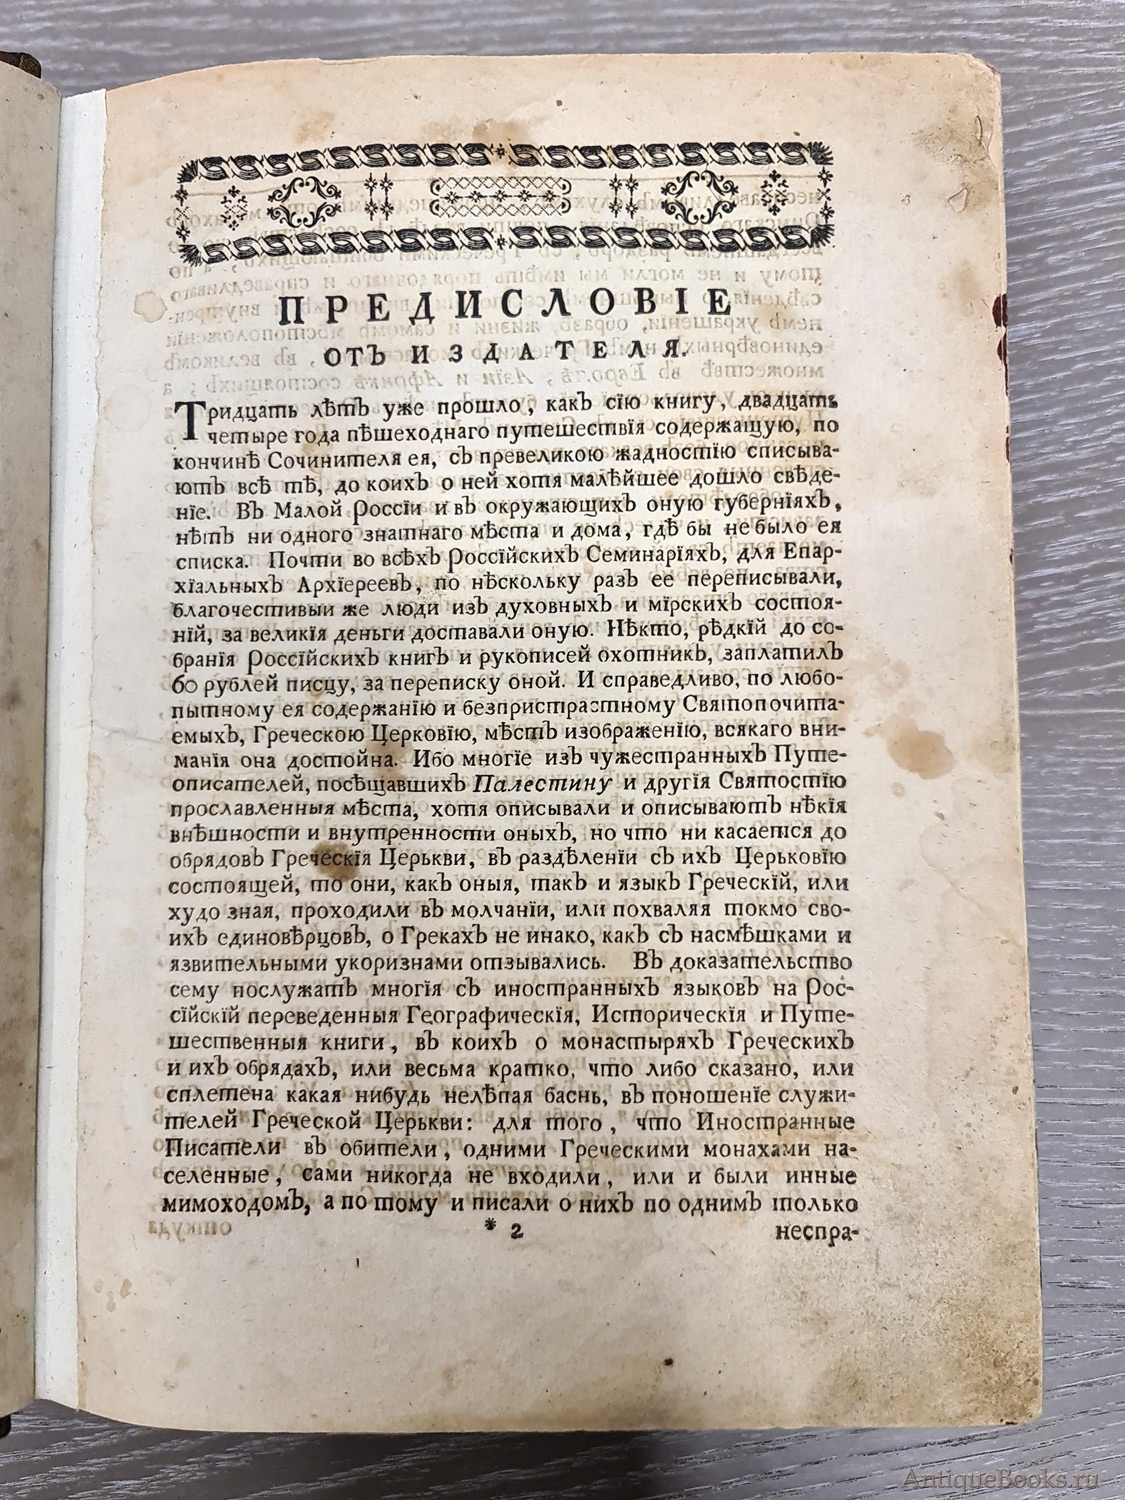 ПРЕДИСЛОВІЕ
ОТЪ ИЗДАТЕЛЯ.
Тридцать лѣтъ уже прошло, какъ сію книгу, двадцать
четыре года пѣшеходнаго путешествія содержащую, по
кончинѣ Сочинителя ея, съ превеликою жадностію списыва-
ютъ всѣ тѣ, до коихъ о ней хотя малѣйшее дошло свѣде-
ніе. Въ Малой Россіи и въ окружающихъ оную губерніяхъ,
нѣтъ ни одного знатнаго мѣста и дома, гдѣ бы не было ея
списка. Почти во всѣхъ Россійскихъ Семинаріяхъ, для Епар-
хіальныхъ Архіереевъ, по нѣскольку разъ ее переписывали,
благочестивыи же люди изъ духовныхъ и мірскихъ состоя-
ній, за великія деньги доставали оную. Нѣкто, рѣдкій до со-
бранія Россійскихъ книгъ и рукописей охотникъ, заплатилъ
60 рублей писцу, за переписку оной. И справедливо, по любо-
пытному ея содержанію и безпристрастному Святопочита-
емыхъ, Греческою Церковію, мѣстъ изображенію, всякаго вни-
манія она достойна. Ибо многіе изъ чужестранныхъ Путе-
описателей, посѣщавшихъ Палестину и другія Святостію
прославленныя мѣста, хотя описывали и описываютъ нѣкія
внѣшности и внутренности оныхъ, но что ни касается до
обрядовъ Греческія Церькви, въ раздѣленіи съ ихъ Церьковію
состоящей, то они, какъ оныя, такъ и языкъ Греческій, или
худо зная, проходили въ молчаніи, или похваляя токмо сво-
ихъ единовѣрцовъ, о Грекахъ не инако, какъ съ насмѣшками и
язвительными укоризнами отзывались. Въ доказательство
сему послужатъ многія съ иностранныхъ языковъ на Рос-
сійскій переведенныя Географическія, Историческія и Путе-
шественныя книги, въ коихъ о монастыряхъ Греческихъ
и ихъ обрядахъ, или весьма кратко, что либо сказано, или
сплетена какая нибудь нелѣпая баснь, въ поношеніе служи-
телей Греческой Церькви: для того, что Иностранные
Писатели въ обители, одними Греческими монахами на-
селенные, сами никогда не входили, или и были инные
мимоходомъ, а по тому и писали о нихъ по однимъ только
* 2 неспра-
AntiqueBooks.ru